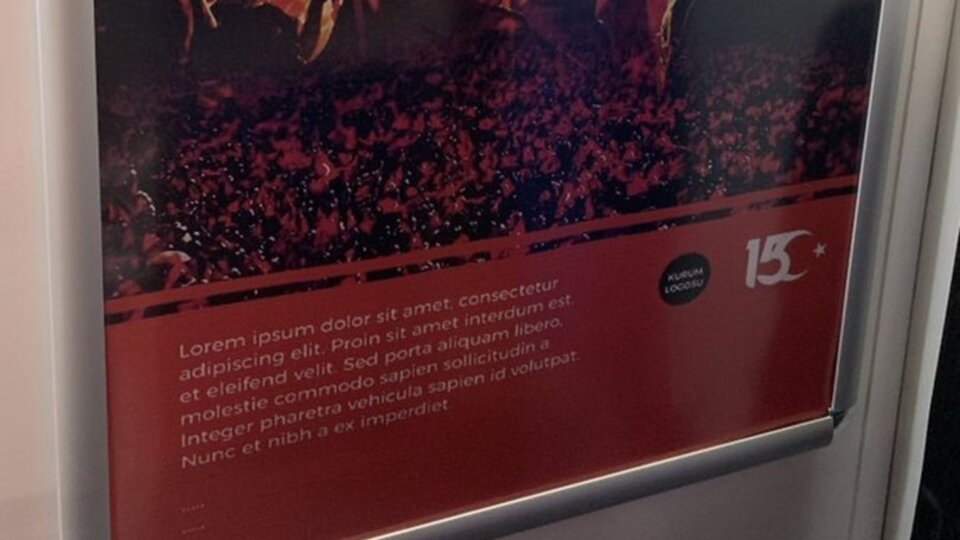 Lorem ipsum dolor sit amet, consectetur
adipiscing elit. Proin sit amet interdum est.
et eleifend velit. Sed porta aliquam libero,
molestie commodo sapien sollicitudin a.
Integer pharetra vehicula sapien id volutpat.
Nunc et nibh a ex imperdiet.
.....
.....
KURUM
LOGOSU
15